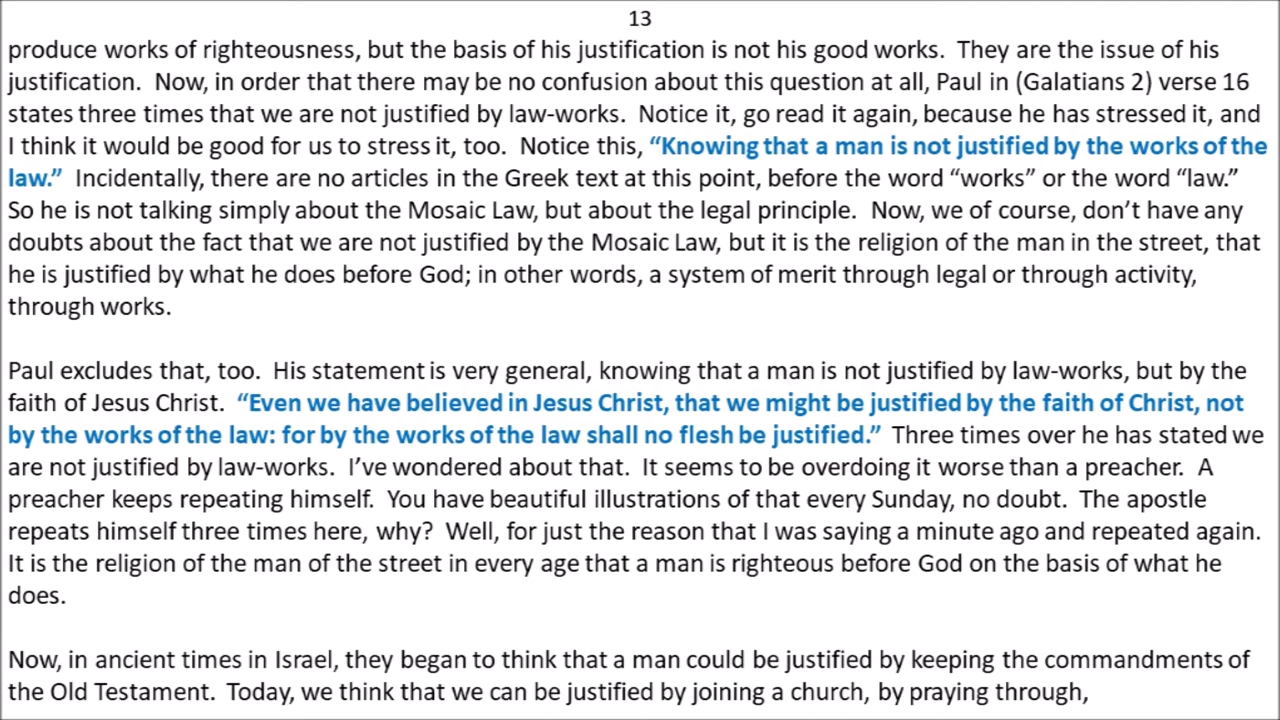 13
produce works of righteousness, but the basis of his justification is not his good works.  They are the issue of his
justification.  Now, in order that there may be no confusion about this question at all, Paul in (Galatians 2) verse 16
states three times that we are not justified by law-works.  Notice it, go read it again, because he has stressed it, and
I think it would be good for us to stress it, too.  Notice this, “Knowing that a man is not justified by the works of the
law.”  Incidentally, there are no articles in the Greek text at this point, before the word “works” or the word “law.”
So he is not talking simply about the Mosaic Law, but about the legal principle.  Now, we of course, don’t have any
doubts about the fact that we are not justified by the Mosaic Law, but it is the religion of the man in the street, that
he is justified by what he does before God; in other words, a system of merit through legal or through activity,
through works.
Paul excludes that, too.  His statement is very general, knowing that a man is not justified by law-works, but by the
faith of Jesus Christ.  “Even we have believed in Jesus Christ, that we might be justified by the faith of Christ, not
by the works of the law: for by the works of the law shall no flesh be justified.”  Three times over he has stated we
are not justified by law-works.  I’ve wondered about that.  It seems to be overdoing it worse than a preacher.  A
preacher keeps repeating himself.  You have beautiful illustrations of that every Sunday, no doubt.  The apostle
repeats himself three times here, why?  Well, for just the reason that I was saying a minute ago and repeated again.
It is the religion of the man of the street in every age that a man is righteous before God on the basis of what he
does.
Now, in ancient times in Israel, they began to think that a man could be justified by keeping the commandments of
the Old Testament.  Today, we think that we can be justified by joining a church, by praying through,